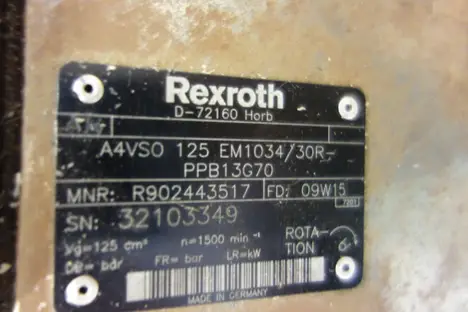 Rexroth
D-72160 Horb
A4VSO 125 EM1034/30R-
PPB13G70
MNR: R902443517 FD: 09W15
7201
SN: 32103349
Vg=125 cm³ n=1500 min⁻¹ ROTA-
TION
DB= bar FR= bar LR=kW
MADE IN GERMANY